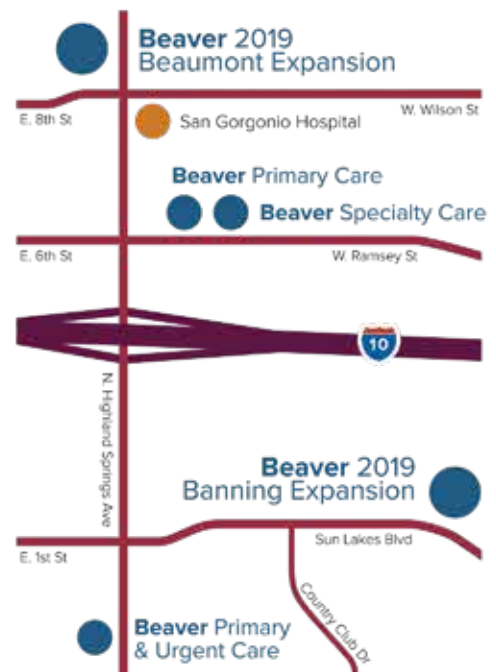 Beaver 2019
Beaumont Expansion
E. 8th St
W. Wilson St
San Gorgonio Hospital
Beaver Primary Care
Beaver Specialty Care
E. 6th St
W. Ramsey St
10
N. Highland Springs Ave
Beaver 2019
Banning Expansion
E. 1st St
Sun Lakes Blvd
Country Club Dr
Beaver Primary
& Urgent Care